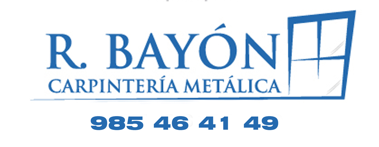 R. BAYÓN
CARPINTERÍA METÁLICA
985 46 41 49